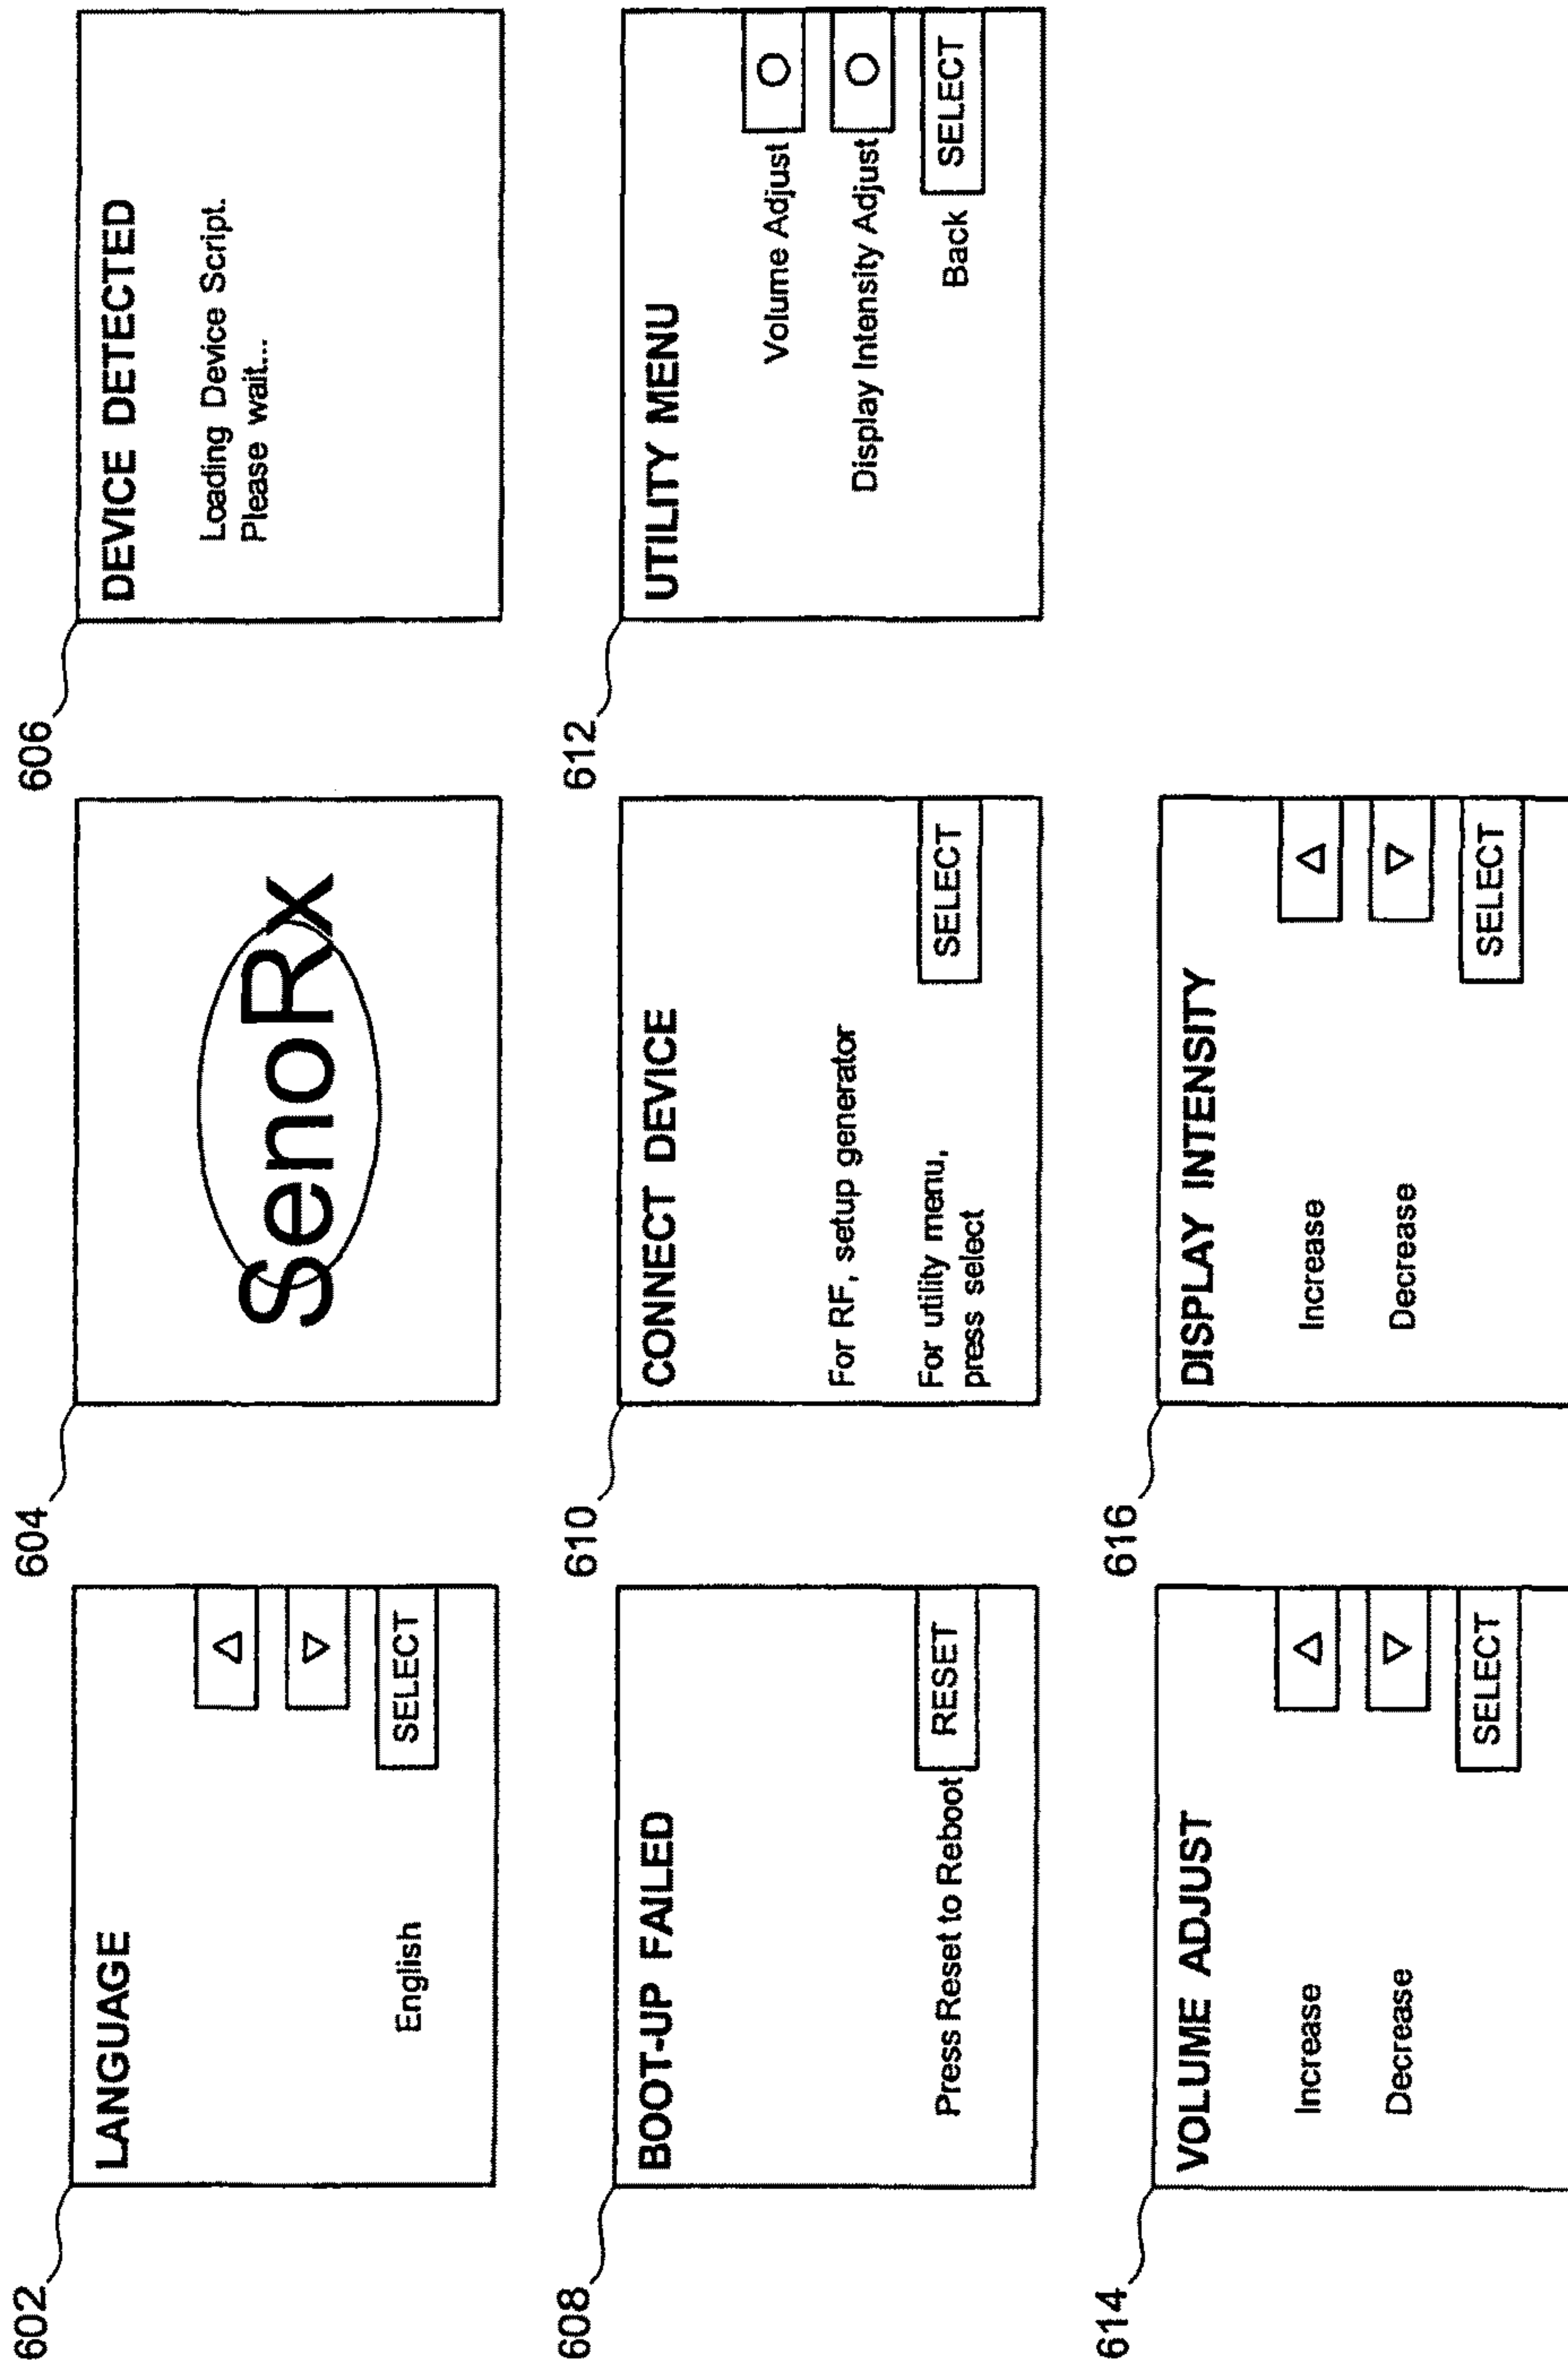 602
LANGUAGE
△
▽
English SELECT
604
SenoRx
606
DEVICE DETECTED
Loading Device Script.
Please wait...
608
BOOT-UP FAILED
Press Reset to Reboot RESET
610
CONNECT DEVICE
For RF, setup generator
For utility menu,
press select
SELECT
612
UTILITY MENU
Volume Adjust
Display Intensity Adjust
Back SELECT
614
VOLUME ADJUST
Increase △
Decrease ▽
SELECT
616
DISPLAY INTENSITY
Increase △
Decrease ▽
SELECT